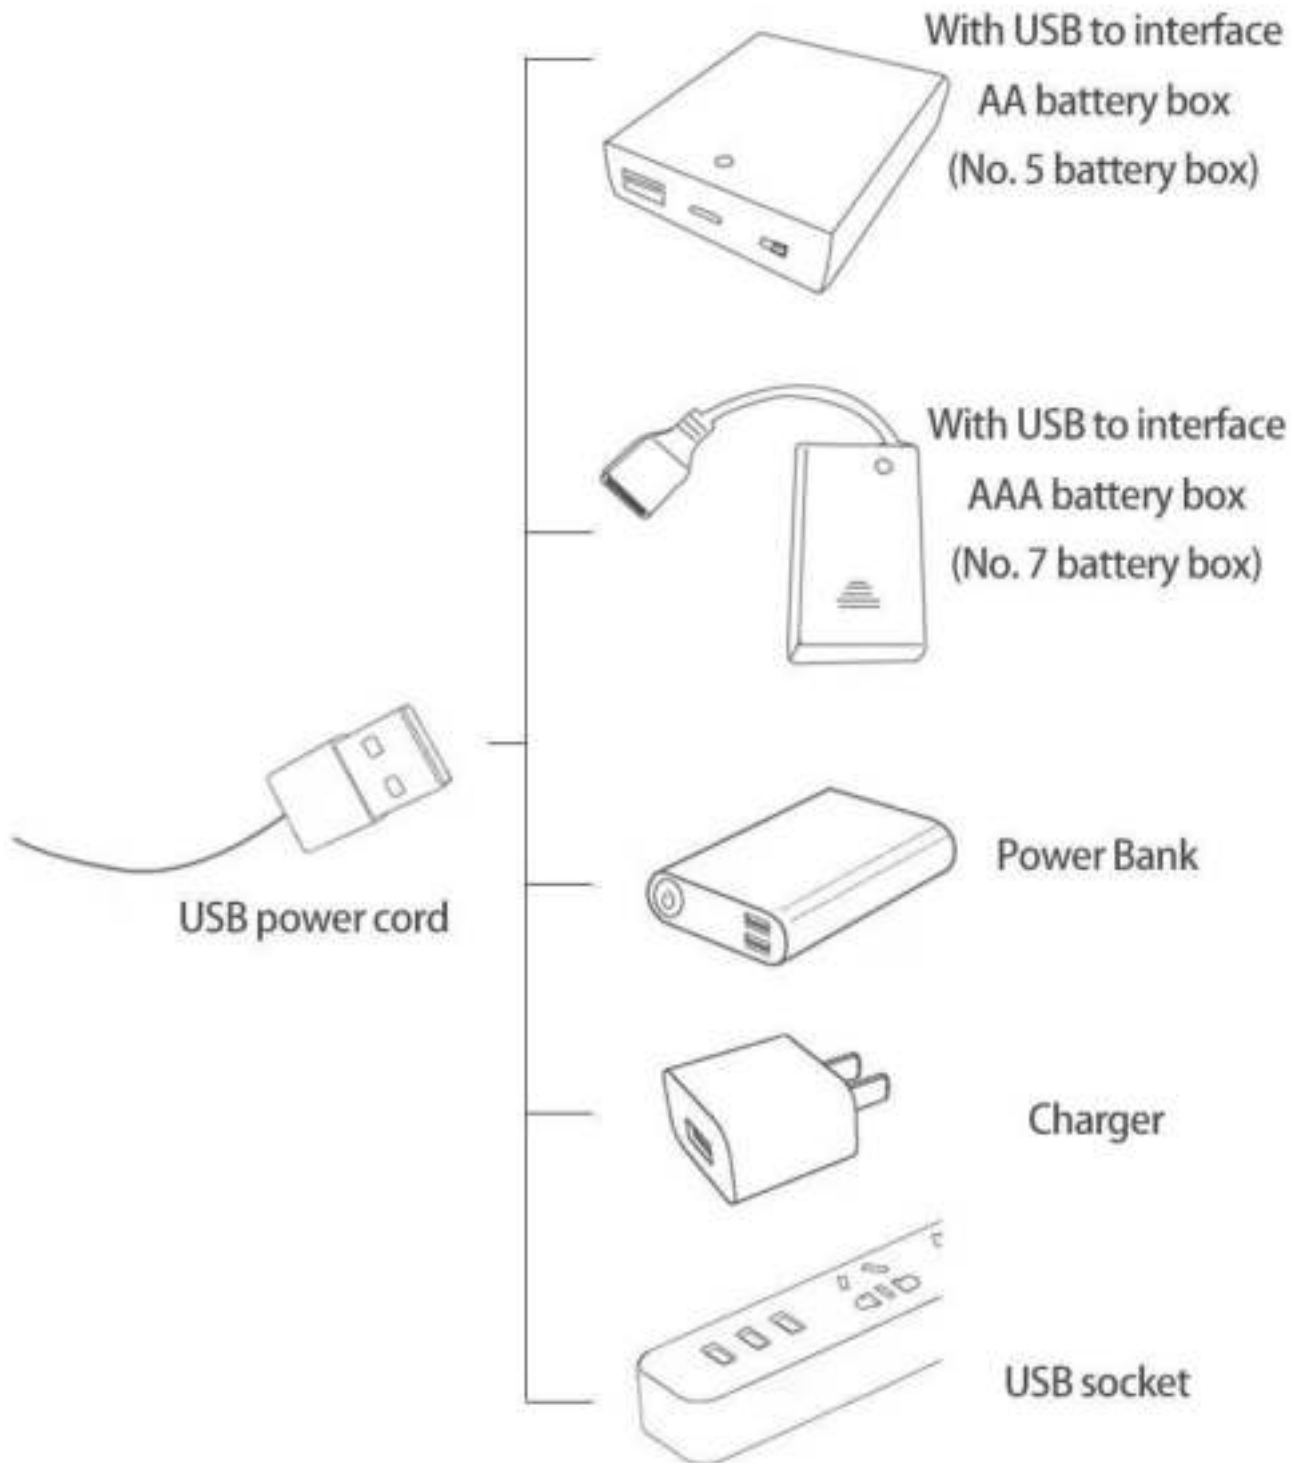 With USB to interface
AA battery box
(No. 5 battery box)
With USB to interface
AAA battery box
(No. 7 battery box)
USB power cord
Power Bank
Charger
USB socket